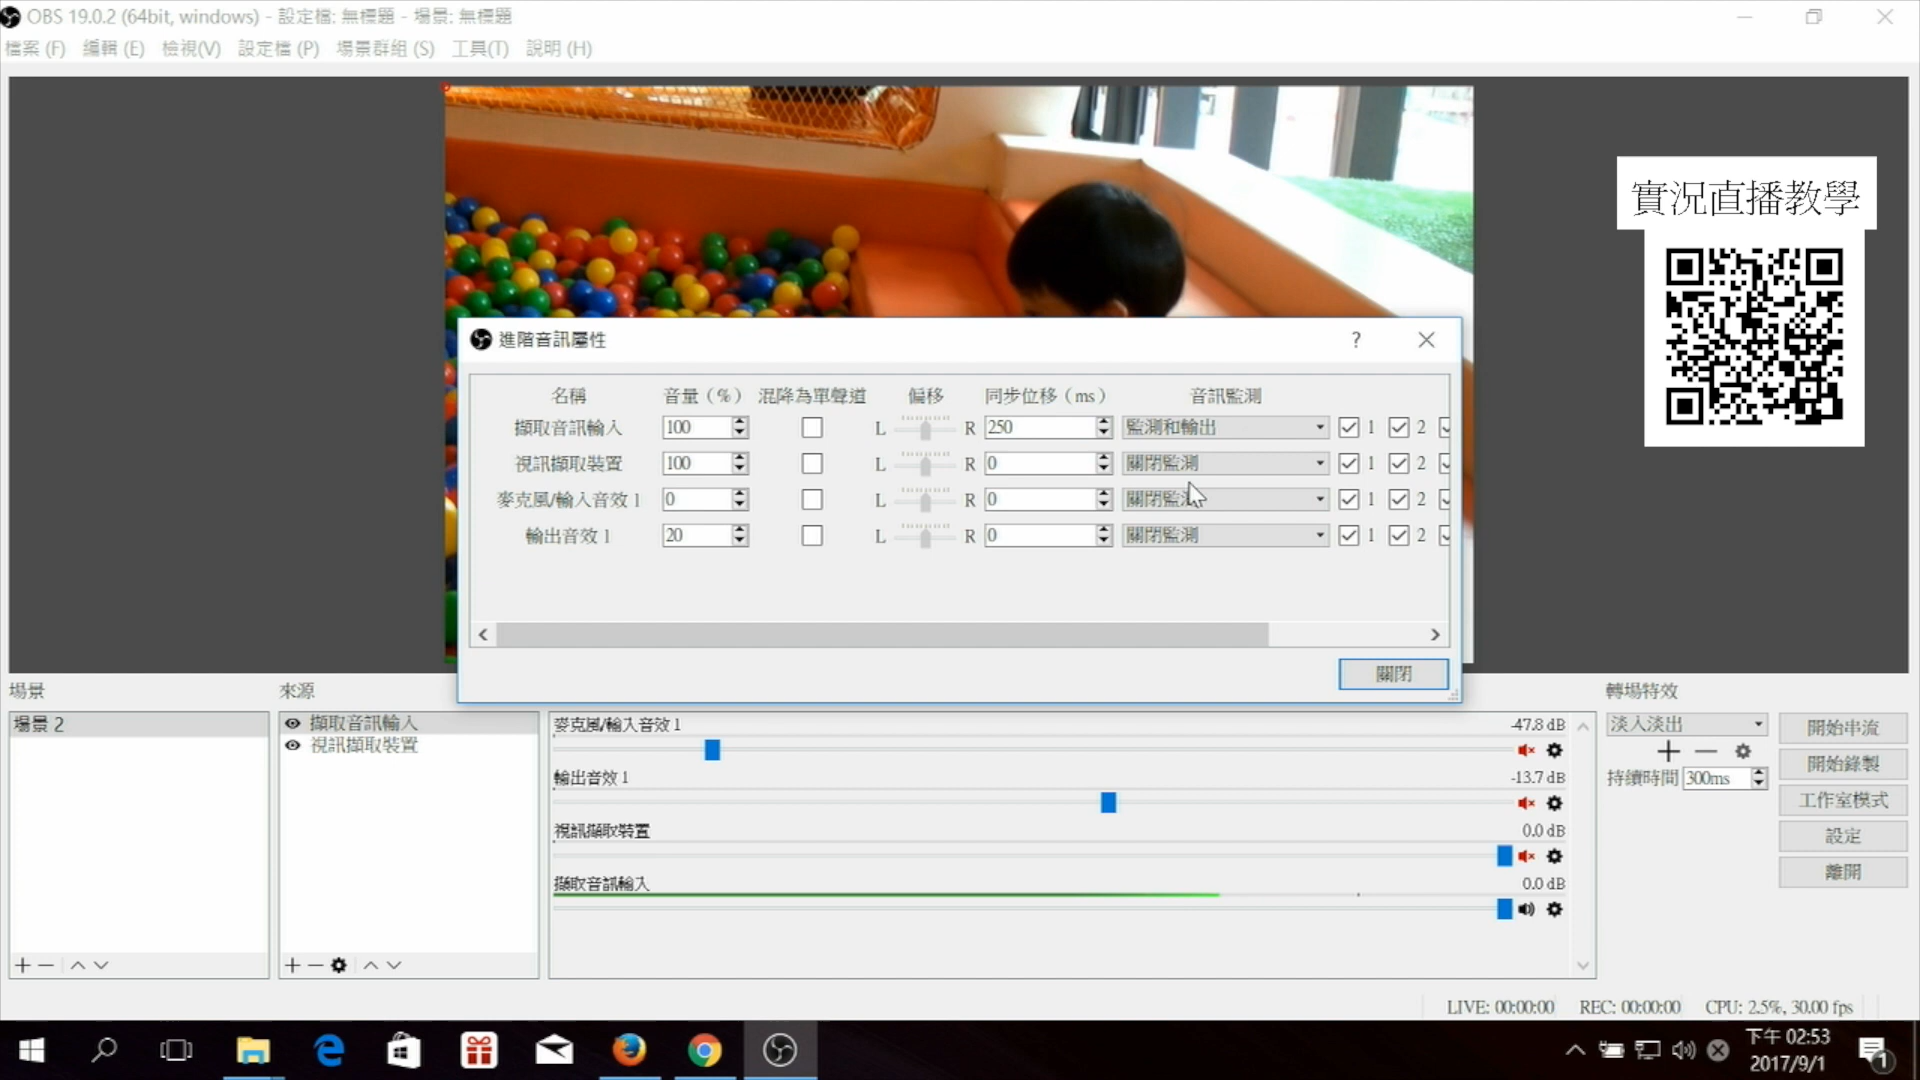 OBS 19.0.2 (64bit, windows) - 設定檔: 無標題 - 場景: 無標題
檔案 (F) 編輯 (E) 檢視(V) 設定檔 (P) 場景群組 (S) 工具(T) 說明 (H)
實況直播教學
進階音訊屬性 ?
名稱 音量（%） 混降為單聲道 偏移 同步位移（ms） 音訊監測
擷取音訊輸入 100 L R 250 監測和輸出 1 2
視訊擷取裝置 100 L R 0 關閉監測 1 2
麥克風/輸入音效 1 0 L R 0 關閉監測 1 2
輸出音效 1 20 L R 0 關閉監測 1 2
關閉
場景 來源 轉場特效
場景 2
擷取音訊輸入
視訊擷取裝置
麥克風/輸入音效 1 -47.8 dB
輸出音效 1 -13.7 dB
視訊擷取裝置 0.0 dB
擷取音訊輸入 0.0 dB
淡入淡出
持續時間 300ms
開始串流
開始錄製
工作室模式
設定
離開
LIVE: 00:00:00 REC: 00:00:00 CPU: 2.5%, 30.00 fps
下午 02:53
2017/9/1
1